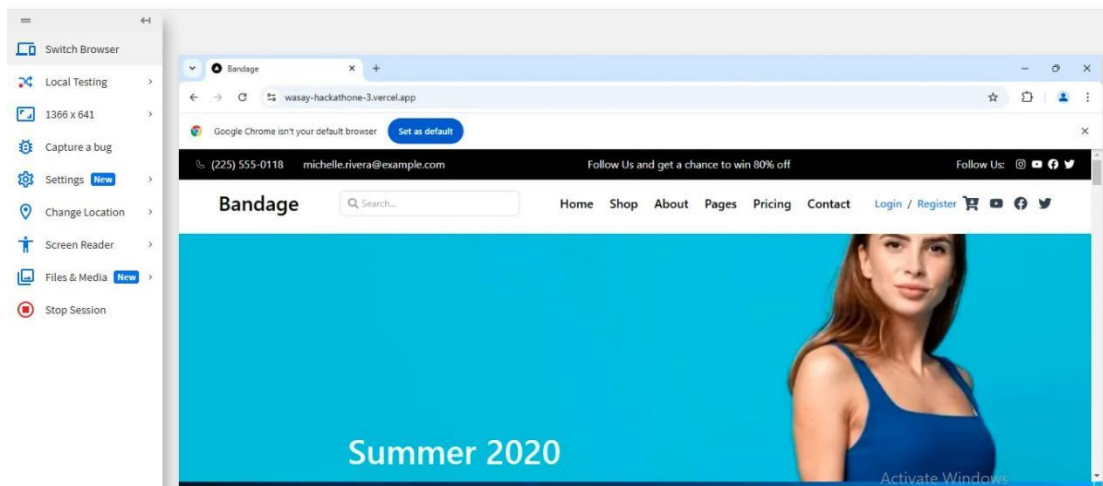 Switch Browser
Local Testing
1366 x 641
Capture a bug
Settings New
Change Location
Screen Reader
Files & Media New
Stop Session
Bandage
wasay-hackathone-3.vercel.app
Google Chrome isn't your default browser Set as default
(225) 555-0118 michelle.rivera@example.com Follow Us and get a chance to win 80% off Follow Us:
Bandage Search... Home Shop About Pages Pricing Contact Login / Register
Summer 2020
Activate Windows